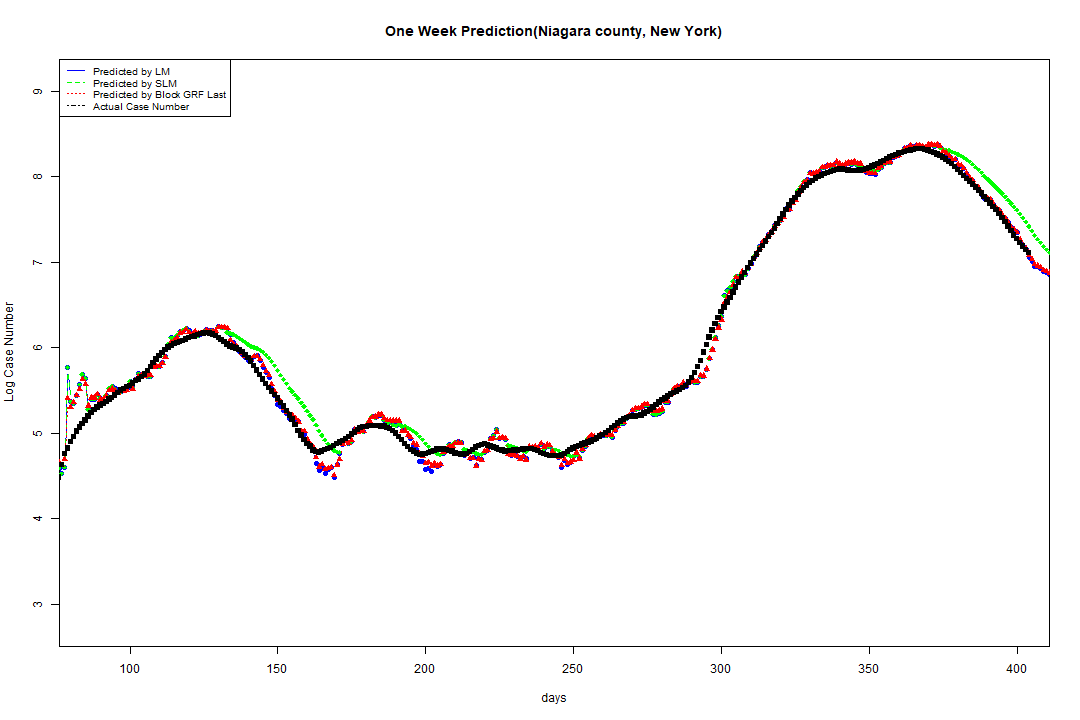 One Week Prediction(Niagara county, New York)
Predicted by LM
Predicted by SLM
Predicted by Block GRF Last
Actual Case Number
9
8
7
6
5
4
3
Log Case Number
100 150 200 250 300 350 400
days